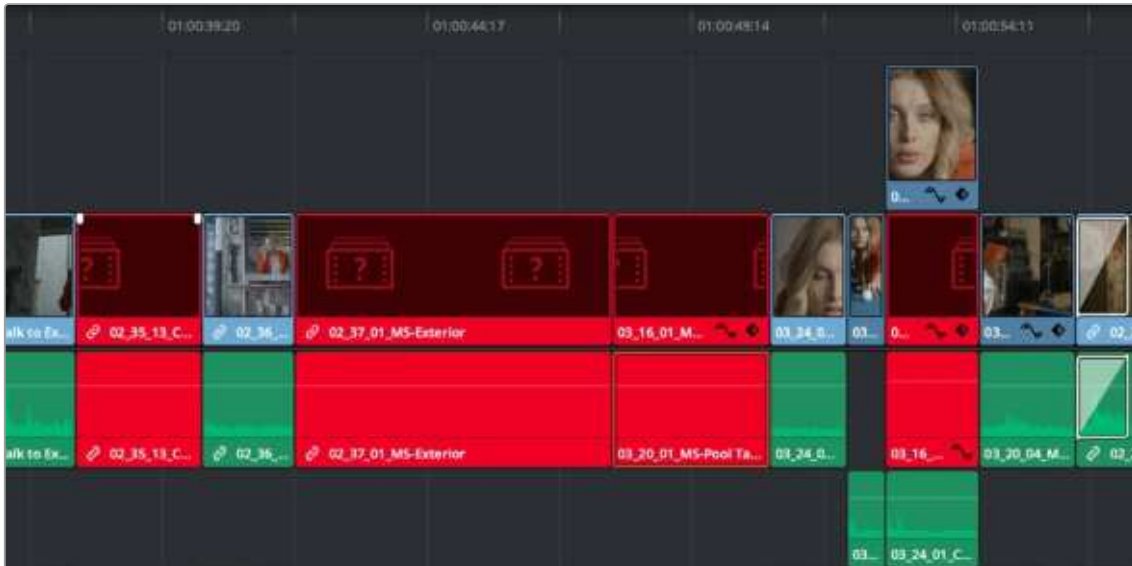 01:00:39:20 01:00:44:17 01:00:49:14 01:00:54:11
0...
alk to Ex... 02_35_13_C... 02_36_... 02_37_01_MS-Exterior 03_16_01_M... 03_24_0... 03... 0... 03... 02_
alk to Ex... 02_35_13_C... 02_36_... 02_37_01_MS-Exterior 03_20_01_MS-Pool Ta... 03_24_0... 03_16_... 03_20_04_M... 02_
03... 03_24_01_C...